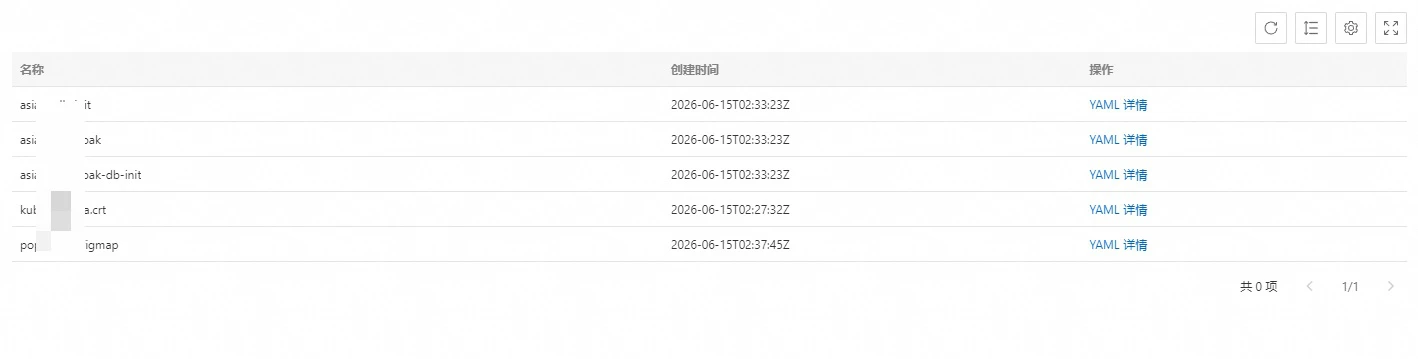 名称 创建时间 操作
asia it 2026-06-15T02:33:23Z YAML 详情
asia bak 2026-06-15T02:33:23Z YAML 详情
asia bak-db-init 2026-06-15T02:33:23Z YAML 详情
kub a.crt 2026-06-15T02:27:32Z YAML 详情
pop igmap 2026-06-15T02:37:45Z YAML 详情
共 0 项 1/1